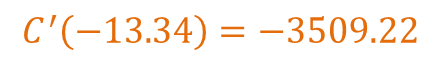 C′(−13.34) = −3509.22